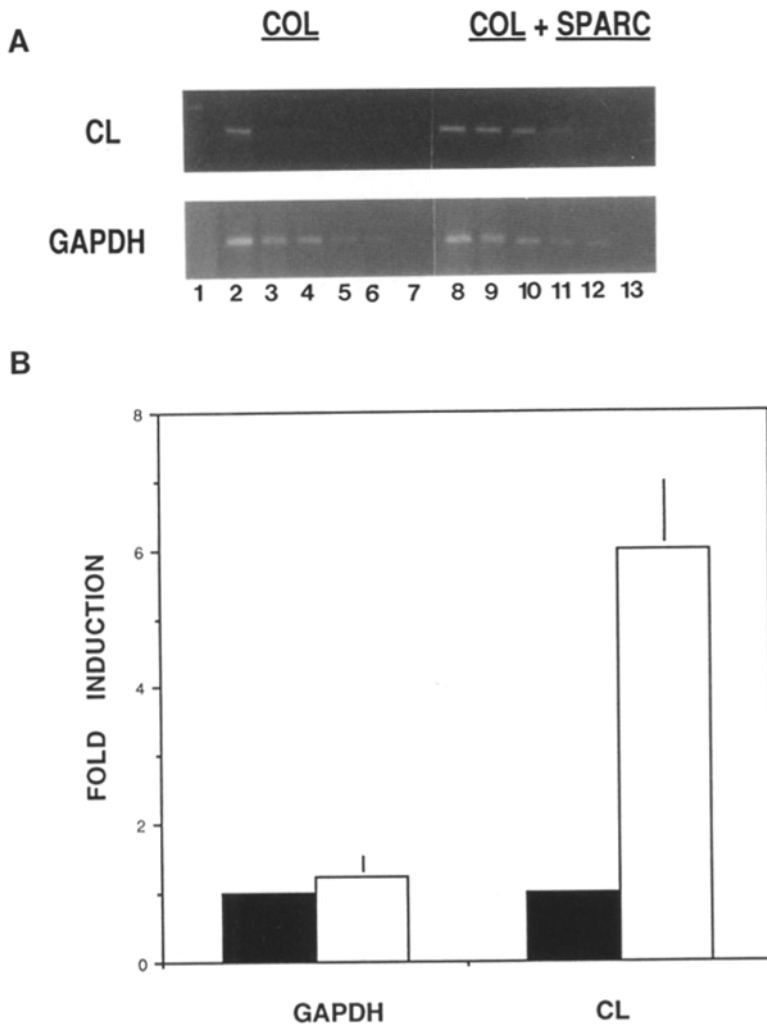 A
COL
COL + SPARC
CL
GAPDH
1 2 3 4 5 6 7 8 9 10 11 12 13
B
8
6
4
2
0
FOLD INDUCTION
GAPDH
CL